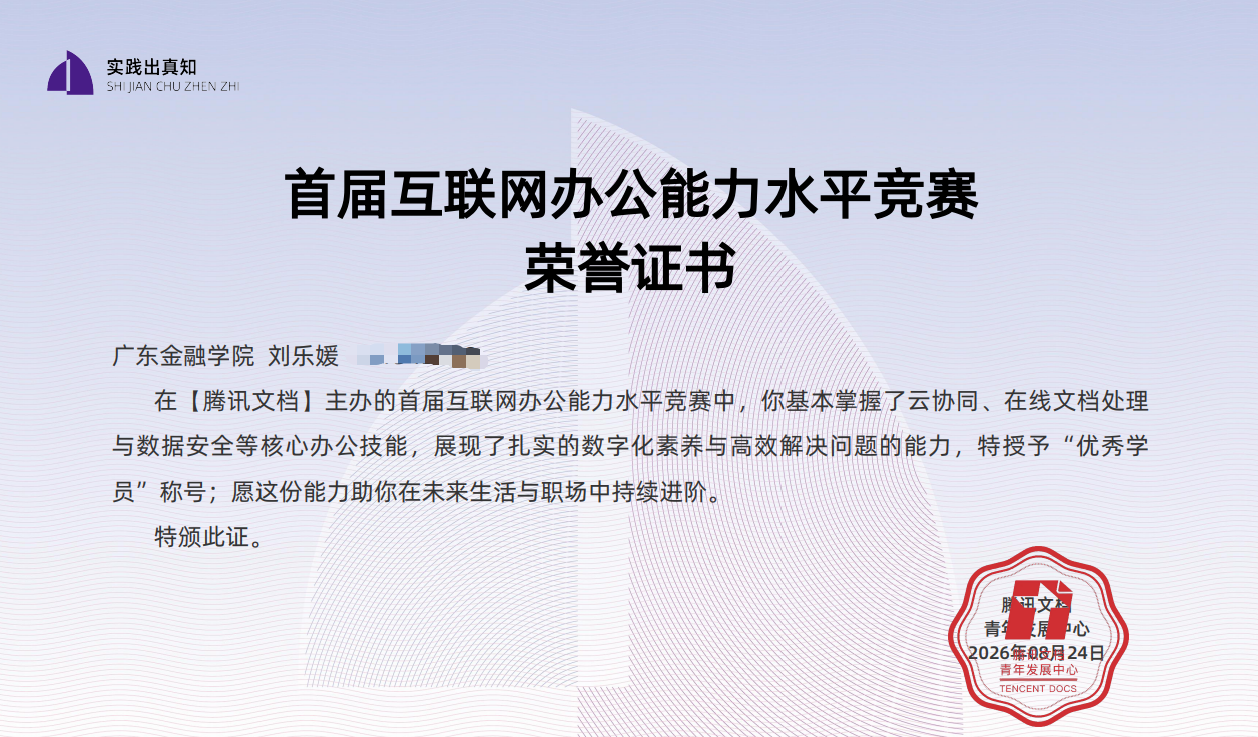 实践出真知
SHI JIAN CHU ZHEN ZHI
首届互联网办公能力水平竞赛
荣誉证书
广东金融学院 刘乐媛
在【腾讯文档】主办的首届互联网办公能力水平竞赛中，你基本掌握了云协同、在线文档处理
与数据安全等核心办公技能，展现了扎实的数字化素养与高效解决问题的能力，特授予“优秀学
员”称号；愿这份能力助你在未来生活与职场中持续进阶。
特颁此证。
腾讯文档
青年发展中心
2026年08月24日
腾讯文档
青年发展中心
TENCENT DOCS